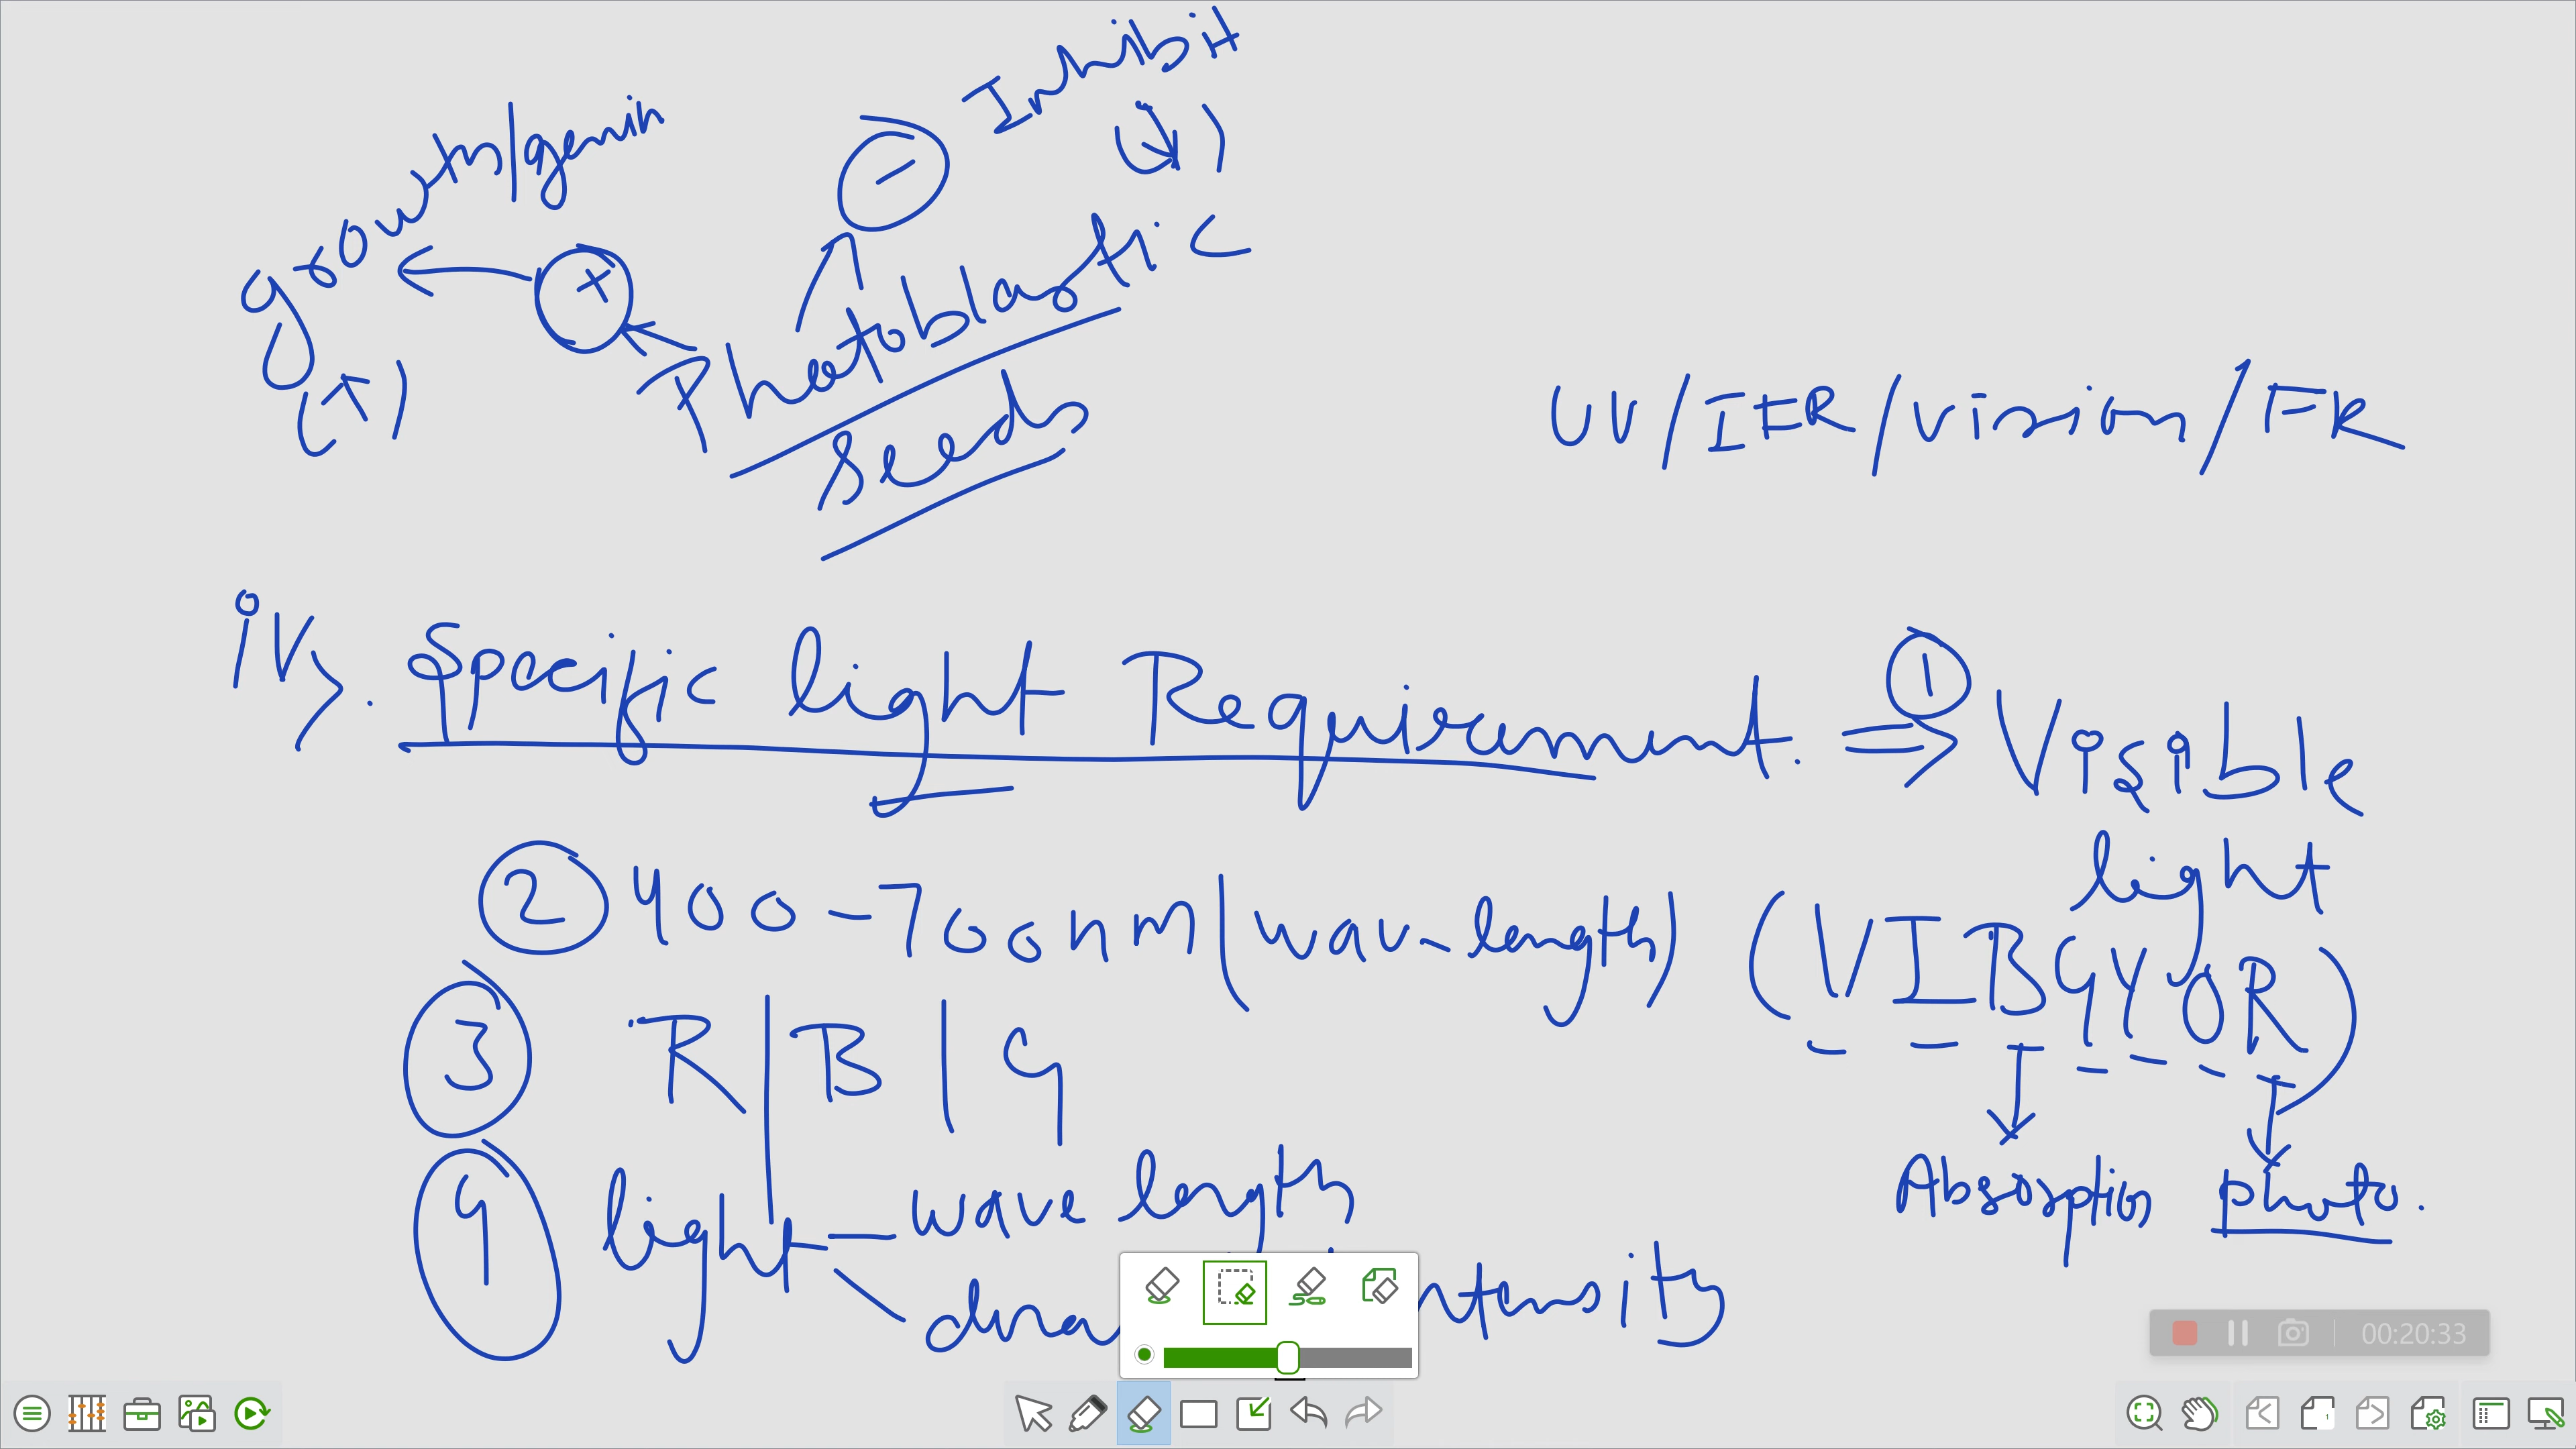 Inhibit
(↓)
growth/germin
(↑)
+
−
Photoblastic
Seeds
UV/IR/Vision/FR
iv). Specific light Requirement. ⇒ ① Visible
light
② 400-700nm (wave-length) (VIBGYOR)
③ R | B | G
Absorption photo.
④ light — wave length
intensity
00:20:33